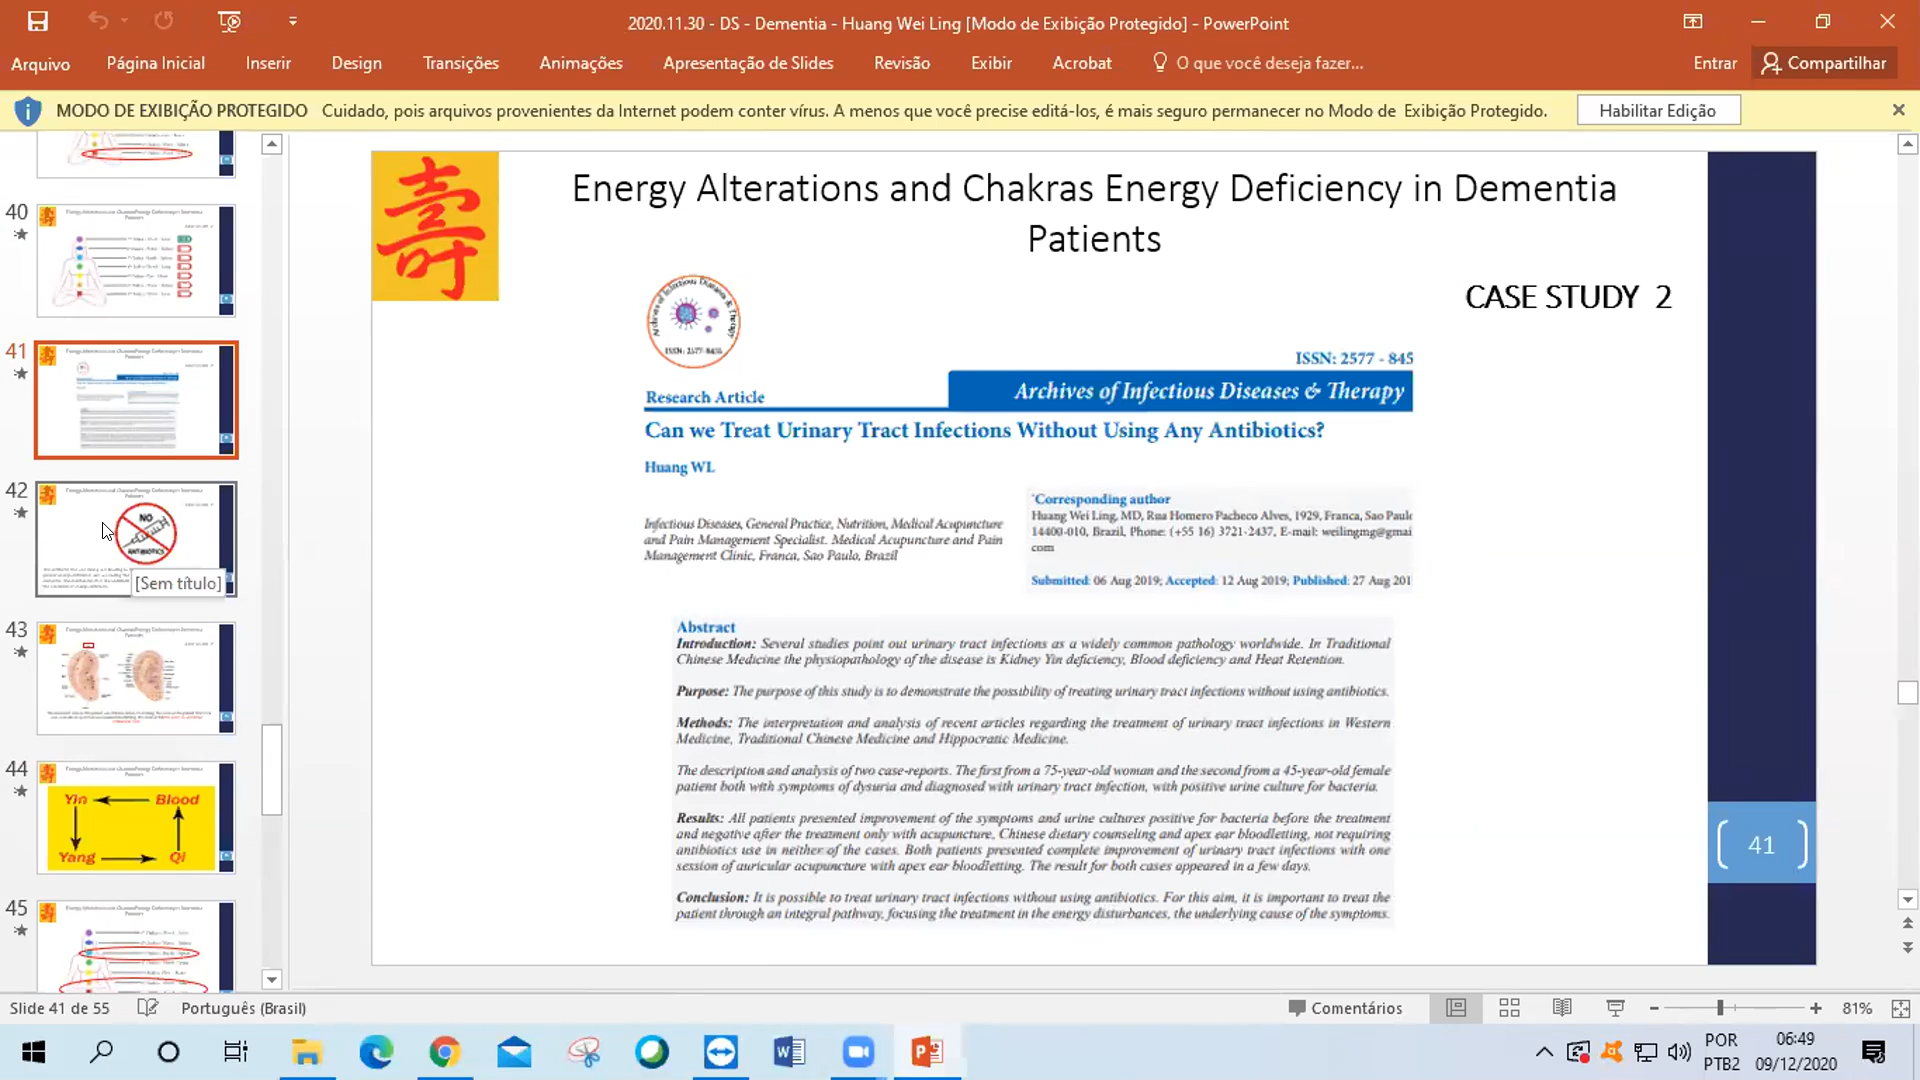 2020.11.30 - DS - Dementia - Huang Wei Ling [Modo de Exibição Protegido] - PowerPoint
Arquivo Página Inicial Inserir Design Transições Animações Apresentação de Slides Revisão Exibir Acrobat O que você deseja fazer... Entrar Compartilhar
MODO DE EXIBIÇÃO PROTEGIDO Cuidado, pois arquivos provenientes da Internet podem conter vírus. A menos que você precise editá-los, é mais seguro permanecer no Modo de Exibição Protegido. Habilitar Edição
40
41
42
NO
ANTIBIOTICS
[Sem título]
43
44
Yin Blood
Yang Qi
45
壽
Energy Alterations and Chakras Energy Deficiency in Dementia
Patients
CASE STUDY 2
Archives of Infectious Diseases & Therapy
ISSN: 2577-8455
ISSN: 2577 - 845
Research Article
Archives of Infectious Diseases & Therapy
Can we Treat Urinary Tract Infections Without Using Any Antibiotics?
Huang WL
Infectious Diseases, General Practice, Nutrition, Medical Acupuncture
and Pain Management Specialist. Medical Acupuncture and Pain
Management Clinic, Franca, Sao Paulo, Brazil
*Corresponding author
Huang Wei Ling, MD, Rua Homero Pacheco Alves, 1929, Franca, Sao Paulo
14400-010, Brazil, Phone: (+55 16) 3721-2437, E-mail: weilingmg@gmai
com
Submitted: 06 Aug 2019; Accepted: 12 Aug 2019; Published: 27 Aug 201
Abstract
Introduction: Several studies point out urinary tract infections as a widely common pathology worldwide. In Traditional
Chinese Medicine the physiopathology of the disease is Kidney Yin deficiency, Blood deficiency and Heat Retention.
Purpose: The purpose of this study is to demonstrate the possibility of treating urinary tract infections without using antibiotics.
Methods: The interpretation and analysis of recent articles regarding the treatment of urinary tract infections in Western
Medicine, Traditional Chinese Medicine and Hippocratic Medicine.
The description and analysis of two case-reports. The first from a 75-year-old woman and the second from a 45-year-old female
patient both with symptoms of dysuria and diagnosed with urinary tract infection, with positive urine culture for bacteria.
Results: All patients presented improvement of the symptoms and urine cultures positive for bacteria before the treatment
and negative after the treatment only with acupuncture, Chinese dietary counseling and apex ear bloodletting, not requiring
antibiotics use in neither of the cases. Both patients presented complete improvement of urinary tract infections with one
session of auricular acupuncture with apex ear bloodletting. The result for both cases appeared in a few days.
Conclusion: It is possible to treat urinary tract infections without using antibiotics. For this aim, it is important to treat the
patient through an integral pathway, focusing the treatment in the energy disturbances, the underlying cause of the symptoms.
41
Slide 41 de 55 Português (Brasil) Comentários 81%
POR 06:49
PTB2 09/12/2020